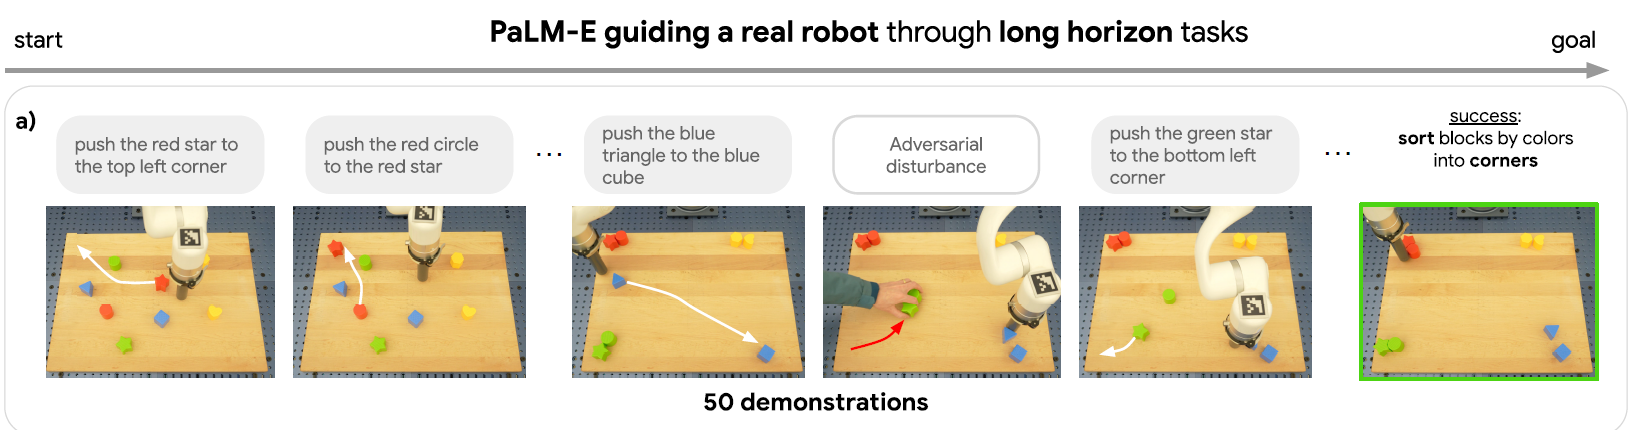 PaLM-E guiding a real robot through long horizon tasks
start
goal
a)
push the red star to
the top left corner
push the red circle
to the red star
...
push the blue
triangle to the blue
cube
Adversarial
disturbance
push the green star
to the bottom left
corner
...
success:
sort blocks by colors
into corners
50 demonstrations